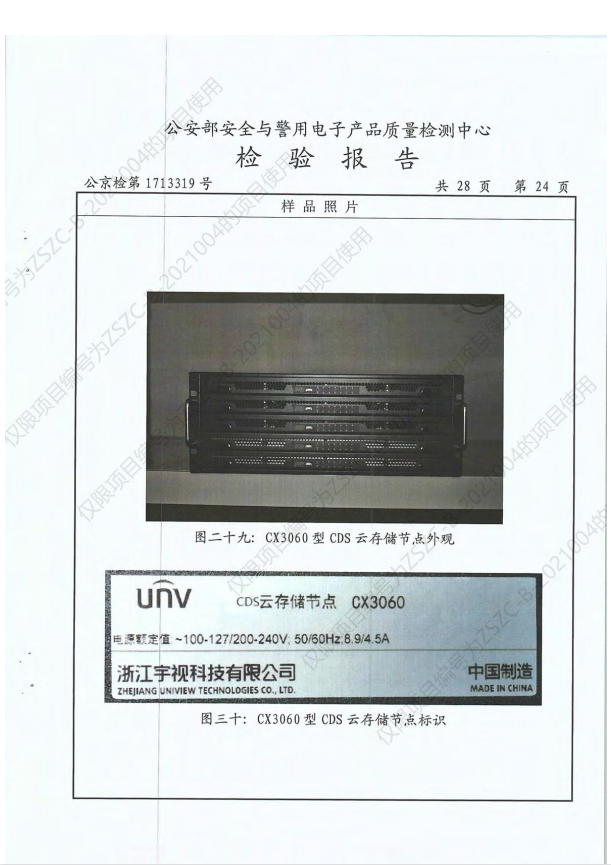 公安部安全与警用电子产品质量检测中心
检验报告
公京检第 1713319 号
共 28 页 第 24 页
样品照片
图二十九: CX3060 型 CDS 云存储节点外观
unv CDS云存储节点 CX3060
电源额定值 ~100-127/200-240V; 50/60Hz;8.9/4.5A
浙江宇视科技有限公司 中国制造
ZHEJIANG UNIVIEW TECHNOLOGIES CO., LTD. MADE IN CHINA
图三十: CX3060 型 CDS 云存储节点标识
仅限项目编号为ZSZC-B-2021004的项目使用